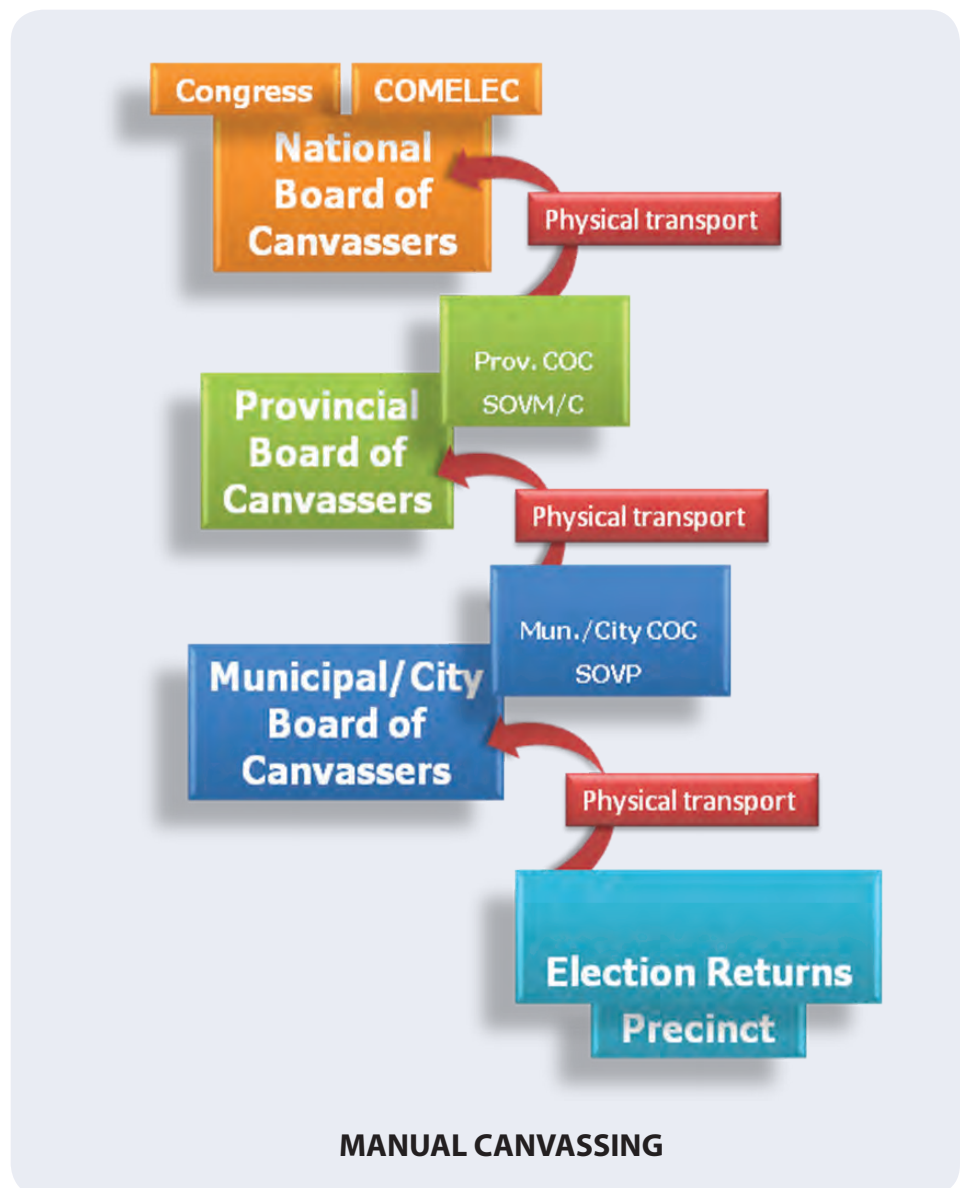 Congress
COMELEC
National
Board of
Canvassers
Physical transport
Prov. COC
SOVM/C
Provincial
Board of
Canvassers
Physical transport
Mun./City COC
SOVP
Municipal/City
Board of
Canvassers
Physical transport
Election Returns
Precinct
MANUAL CANVASSING